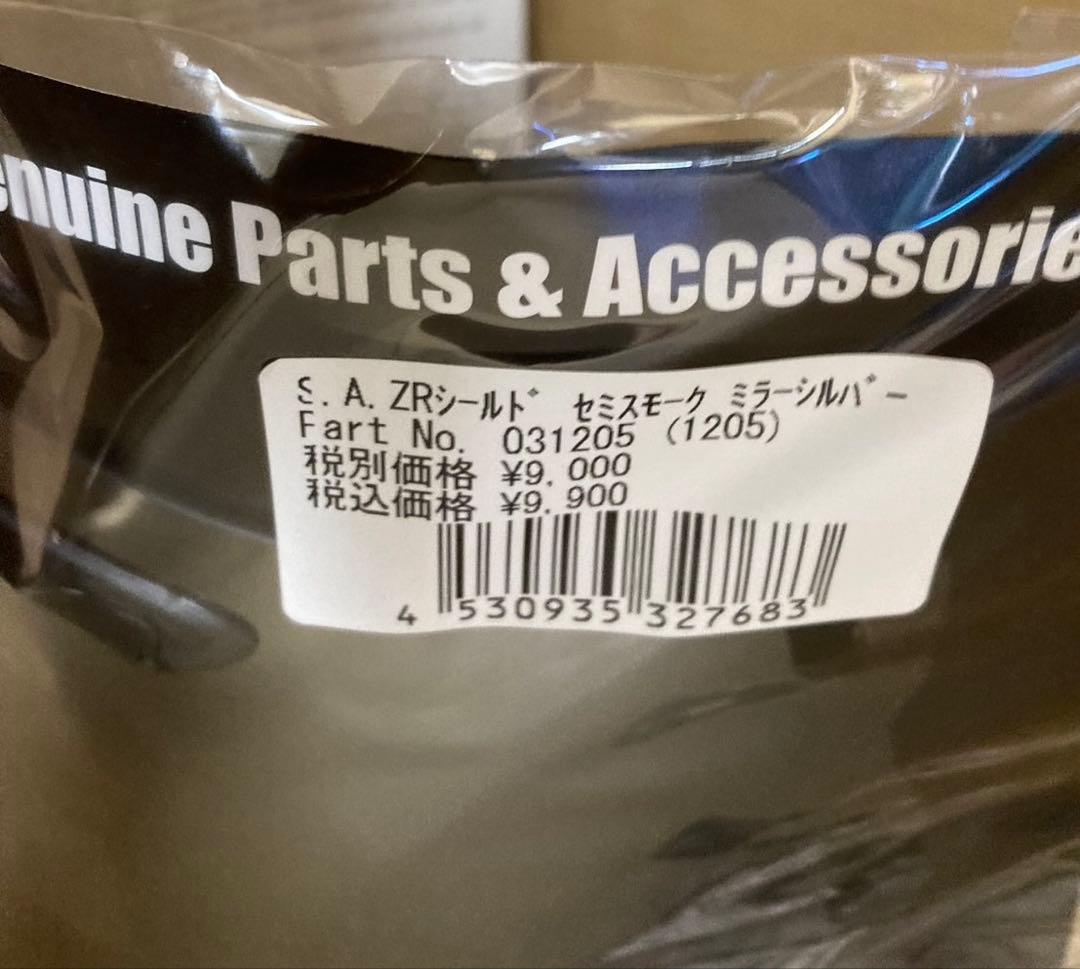 enuine Parts & Accessorie
S.A.ZRシールド セミスモーク ミラーシルバー
Part No. 031205 (1205)
税別価格 ¥9,000
税込価格 ¥9,900
4 530935 327683